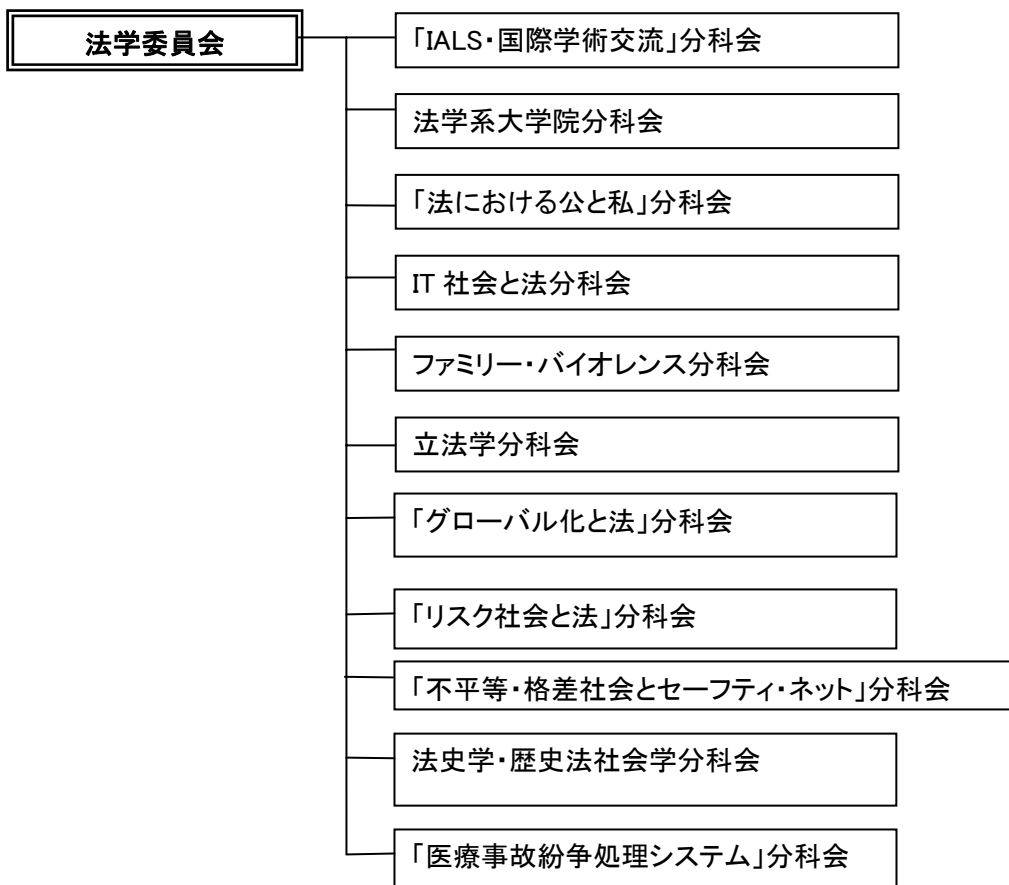 法学委員会
「IALS・国際学術交流」分科会
法学系大学院分科会
「法における公と私」分科会
IT 社会と法分科会
ファミリー・バイオレンス分科会
立法学分科会
「グローバル化と法」分科会
「リスク社会と法」分科会
「不平等・格差社会とセーフティ・ネット」分科会
法史学・歴史法社会学分科会
「医療事故紛争処理システム」分科会